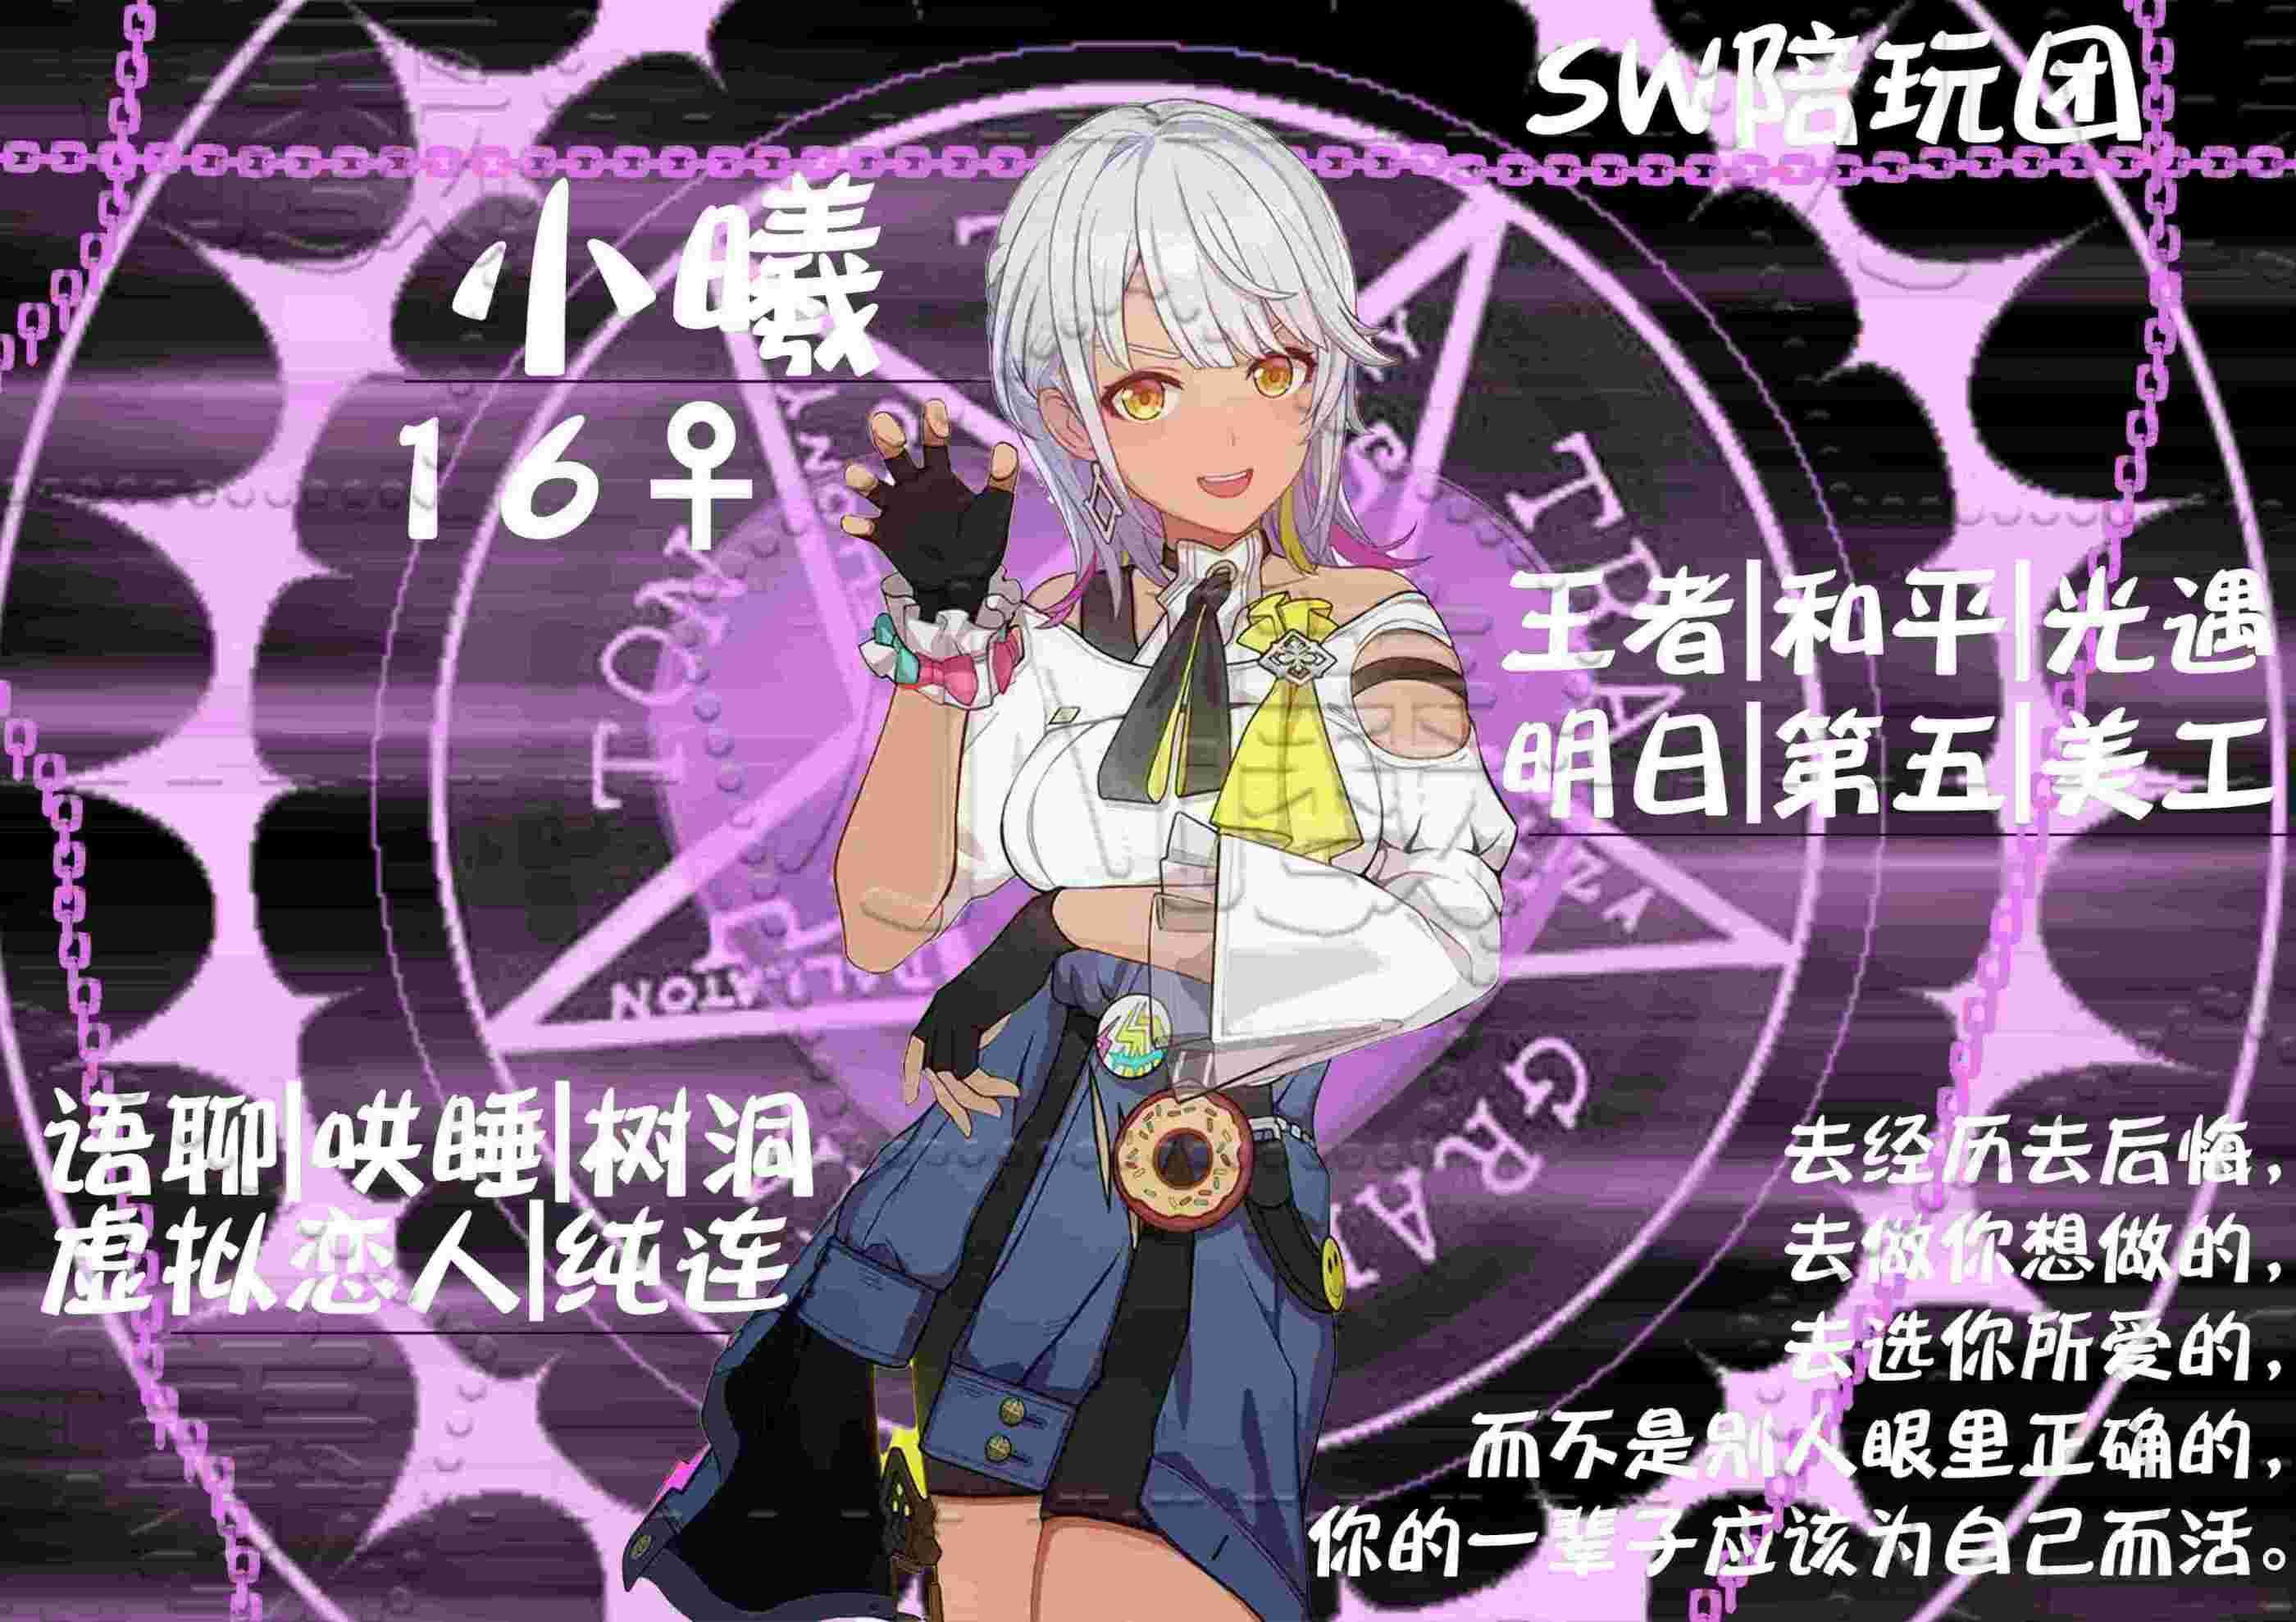 SW陪玩团
小曦
16♀
王者|和平|光遇
明日|第五|美工
语聊|哄睡|树洞
虚拟恋人|纯连
去经历去后悔，
去做你想做的，
去选你所爱的，
而不是别人眼里正确的，
你的一辈子应该为自己而活。